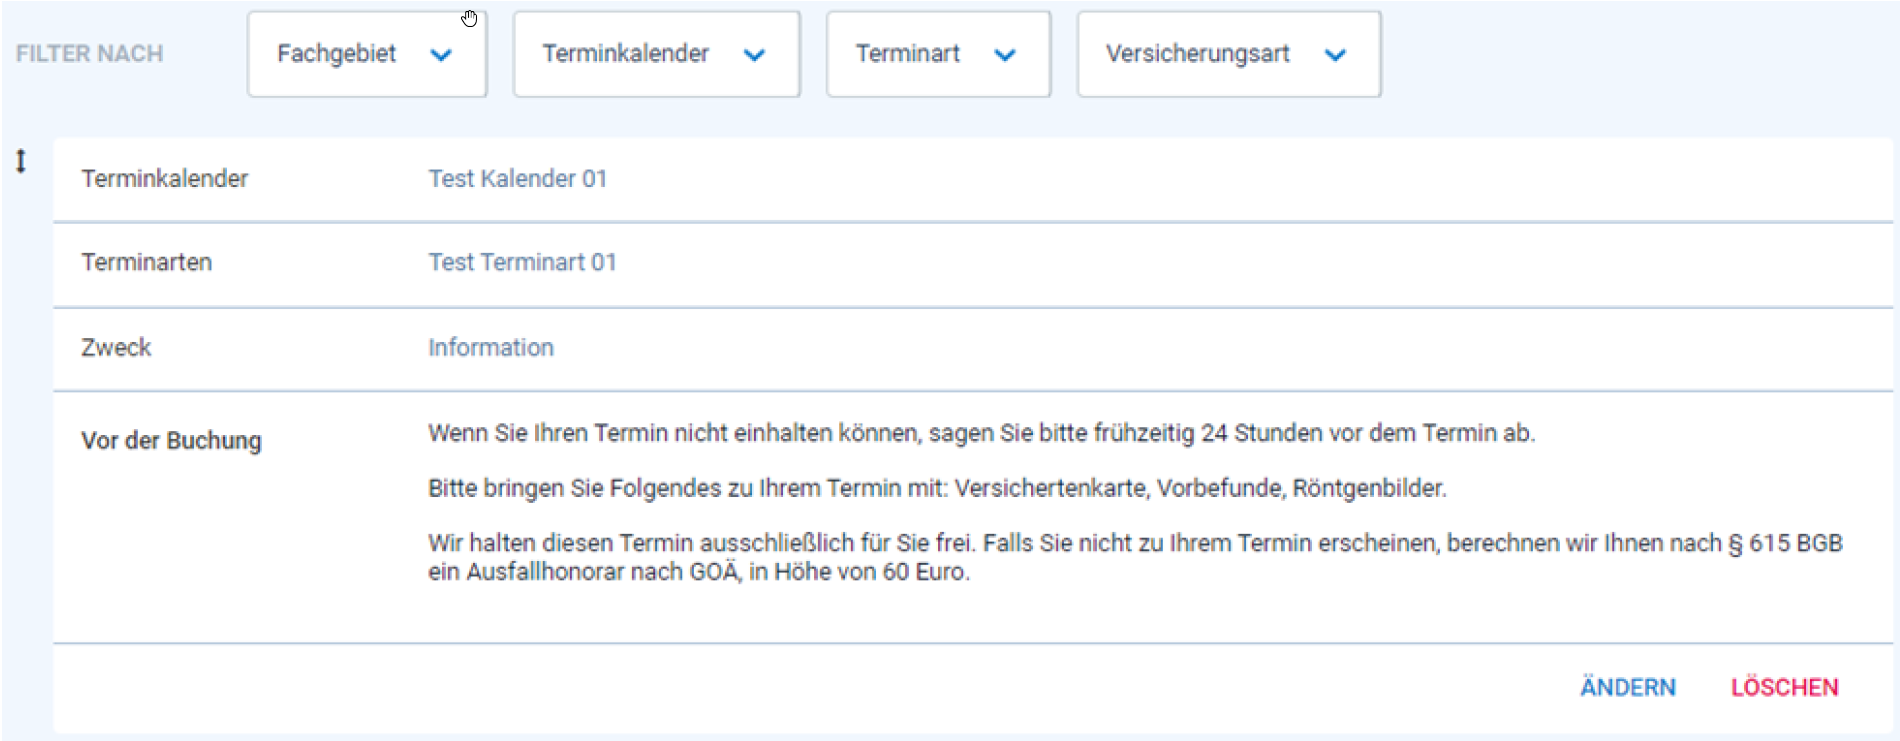 FILTER NACH Fachgebiet Terminkalender Terminart Versicherungsart
Terminkalender Test Kalender 01
Terminarten Test Terminart 01
Zweck Information
Vor der Buchung Wenn Sie Ihren Termin nicht einhalten können, sagen Sie bitte frühzeitig 24 Stunden vor dem Termin ab.
Bitte bringen Sie Folgendes zu Ihrem Termin mit: Versichertenkarte, Vorbefunde, Röntgenbilder.
Wir halten diesen Termin ausschließlich für Sie frei. Falls Sie nicht zu Ihrem Termin erscheinen, berechnen wir Ihnen nach § 615 BGB
ein Ausfallhonorar nach GOÄ, in Höhe von 60 Euro.
ÄNDERN LÖSCHEN